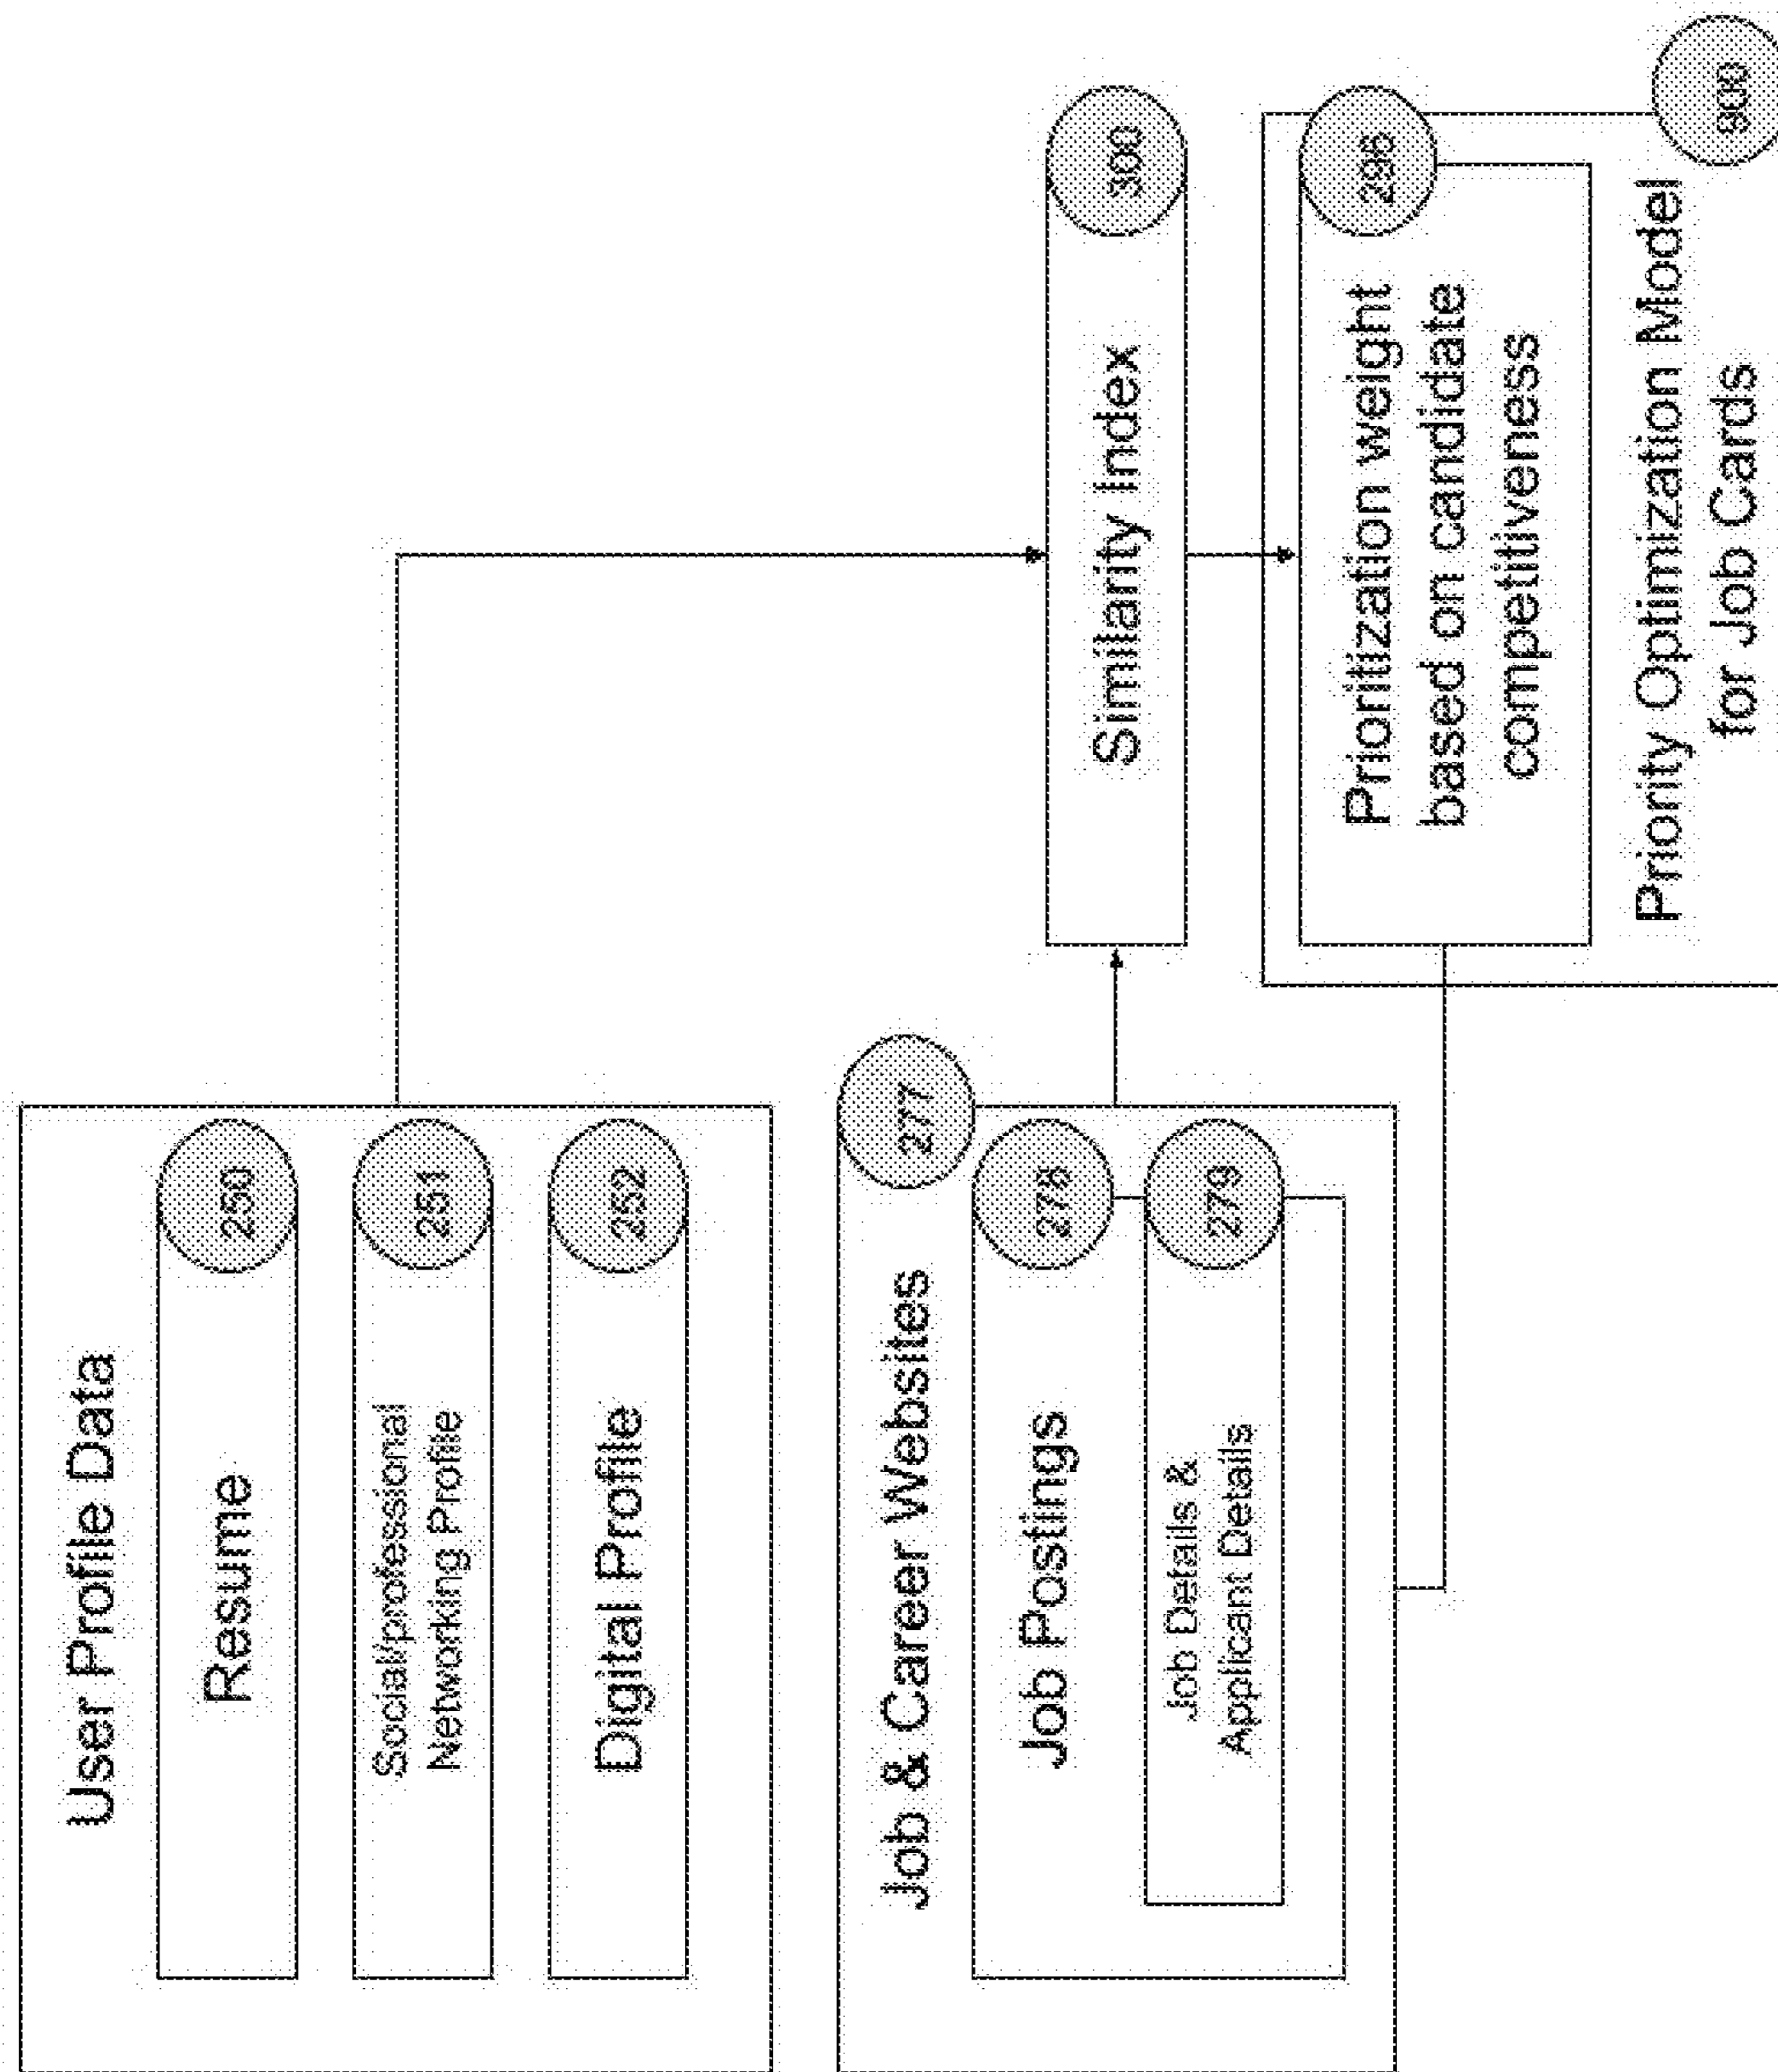 User Profile Data
Resume
250
Social/professional
Networking Profile
251
Digital Profile
252
Job & Career Websites
277
Job Postings
278
Job Details &
Applicant Details
279
Similarity Index
300
Prioritization weight
based on candidate
competitiveness
298
Priority Optimization Model
for Job Cards
900